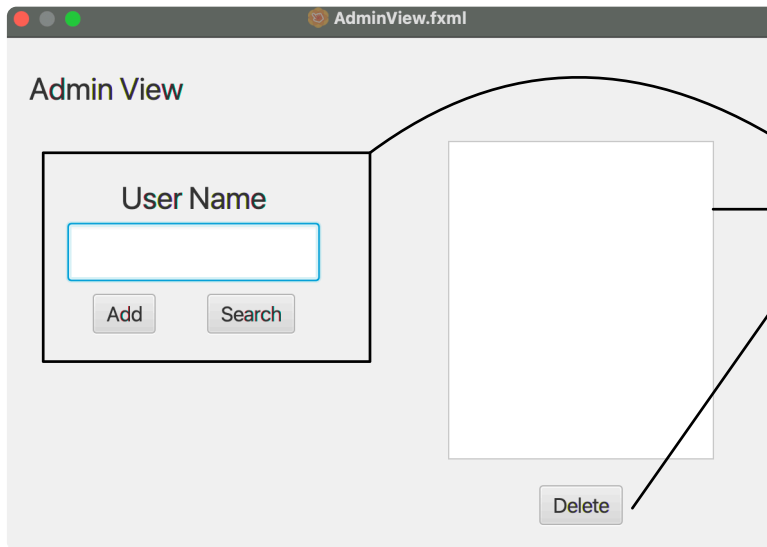 AdminView.fxml
Admin View
User Name
Add
Search
Delete